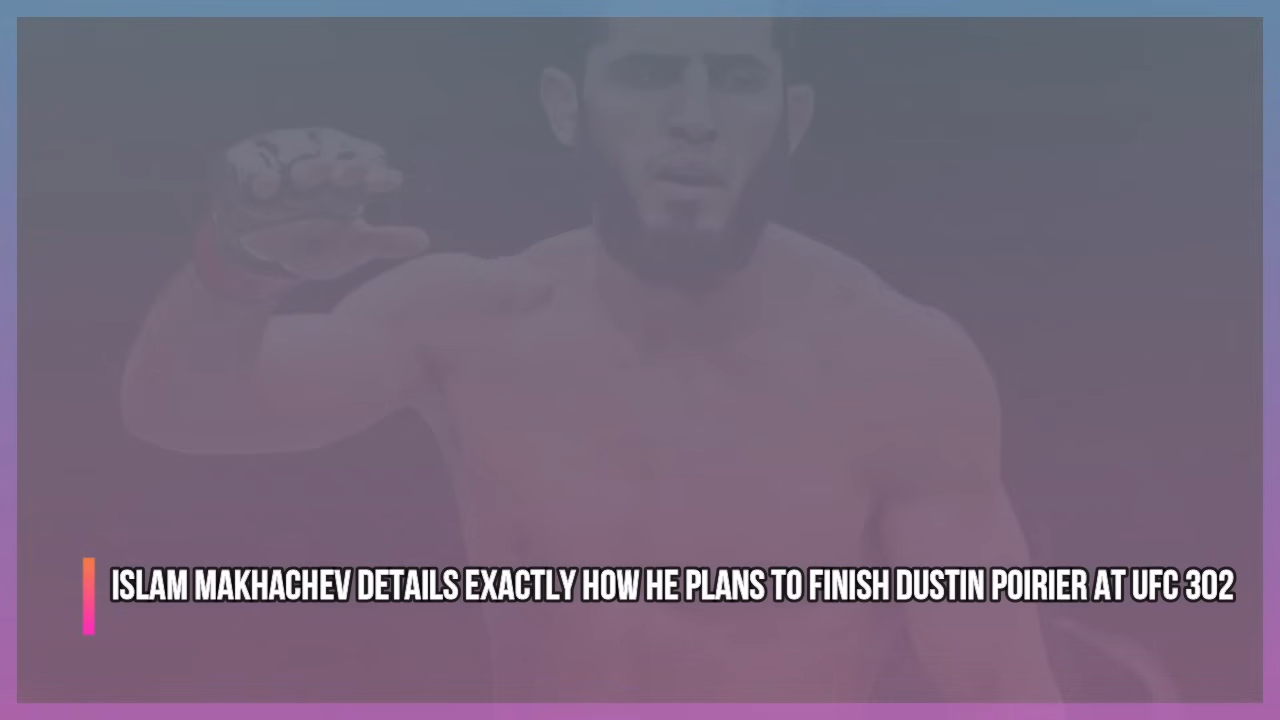 ISLAM MAKHACHEV DETAILS EXACTLY HOW HE PLANS TO FINISH DUSTIN POIRIER AT UFC 302